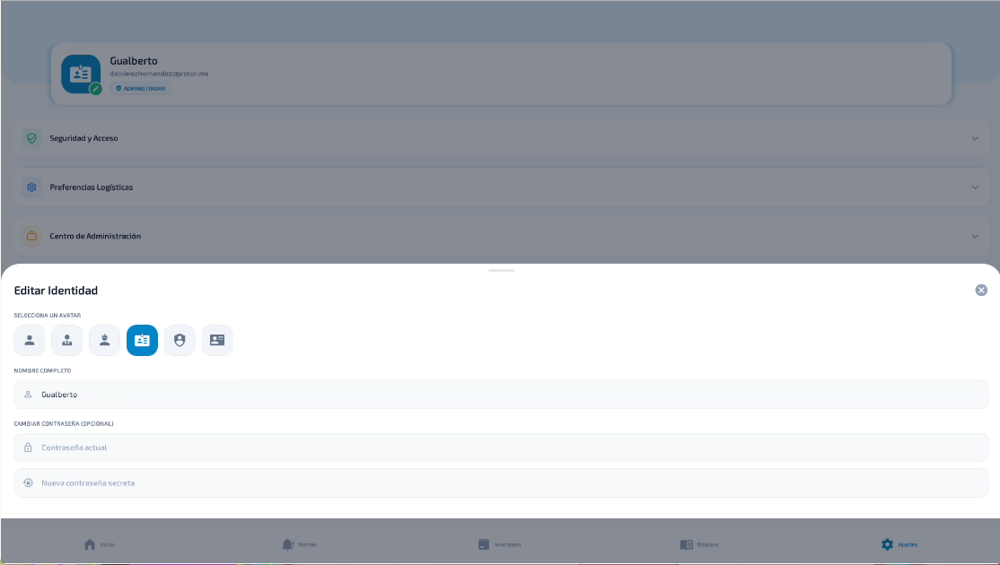 Gualberto
dalviarezhernandez@proton.me
ADMINISTRADOR
Seguridad y Acceso
Preferencias Logísticas
Centro de Administración
Editar Identidad
SELECCIONA UN AVATAR
NOMBRE COMPLETO
Gualberto
CAMBIAR CONTRASEÑA (OPCIONAL)
Contraseña actual
Nueva contraseña secreta
Inicio
Alertas
Inventario
Bitácora
Ajustes